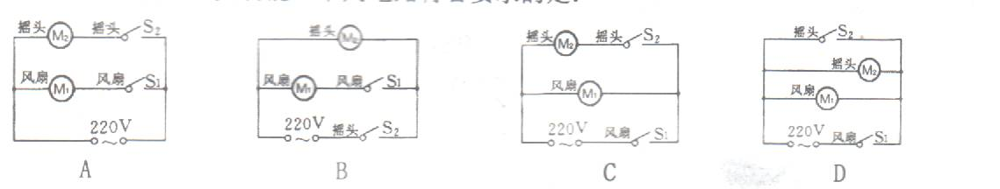 摇头 M₂ 摇头 S₂
风扇 M₁ 风扇 S₁
220V
A
摇头 M₂
风扇 M₁ 风扇 S₁
220V 摇头 S₂
B
摇头 M₂ 摇头 S₂
风扇 M₁
220V 风扇 S₁
C
摇头 S₂
摇头 M₂
风扇 M₁
220V 风扇 S₁
D